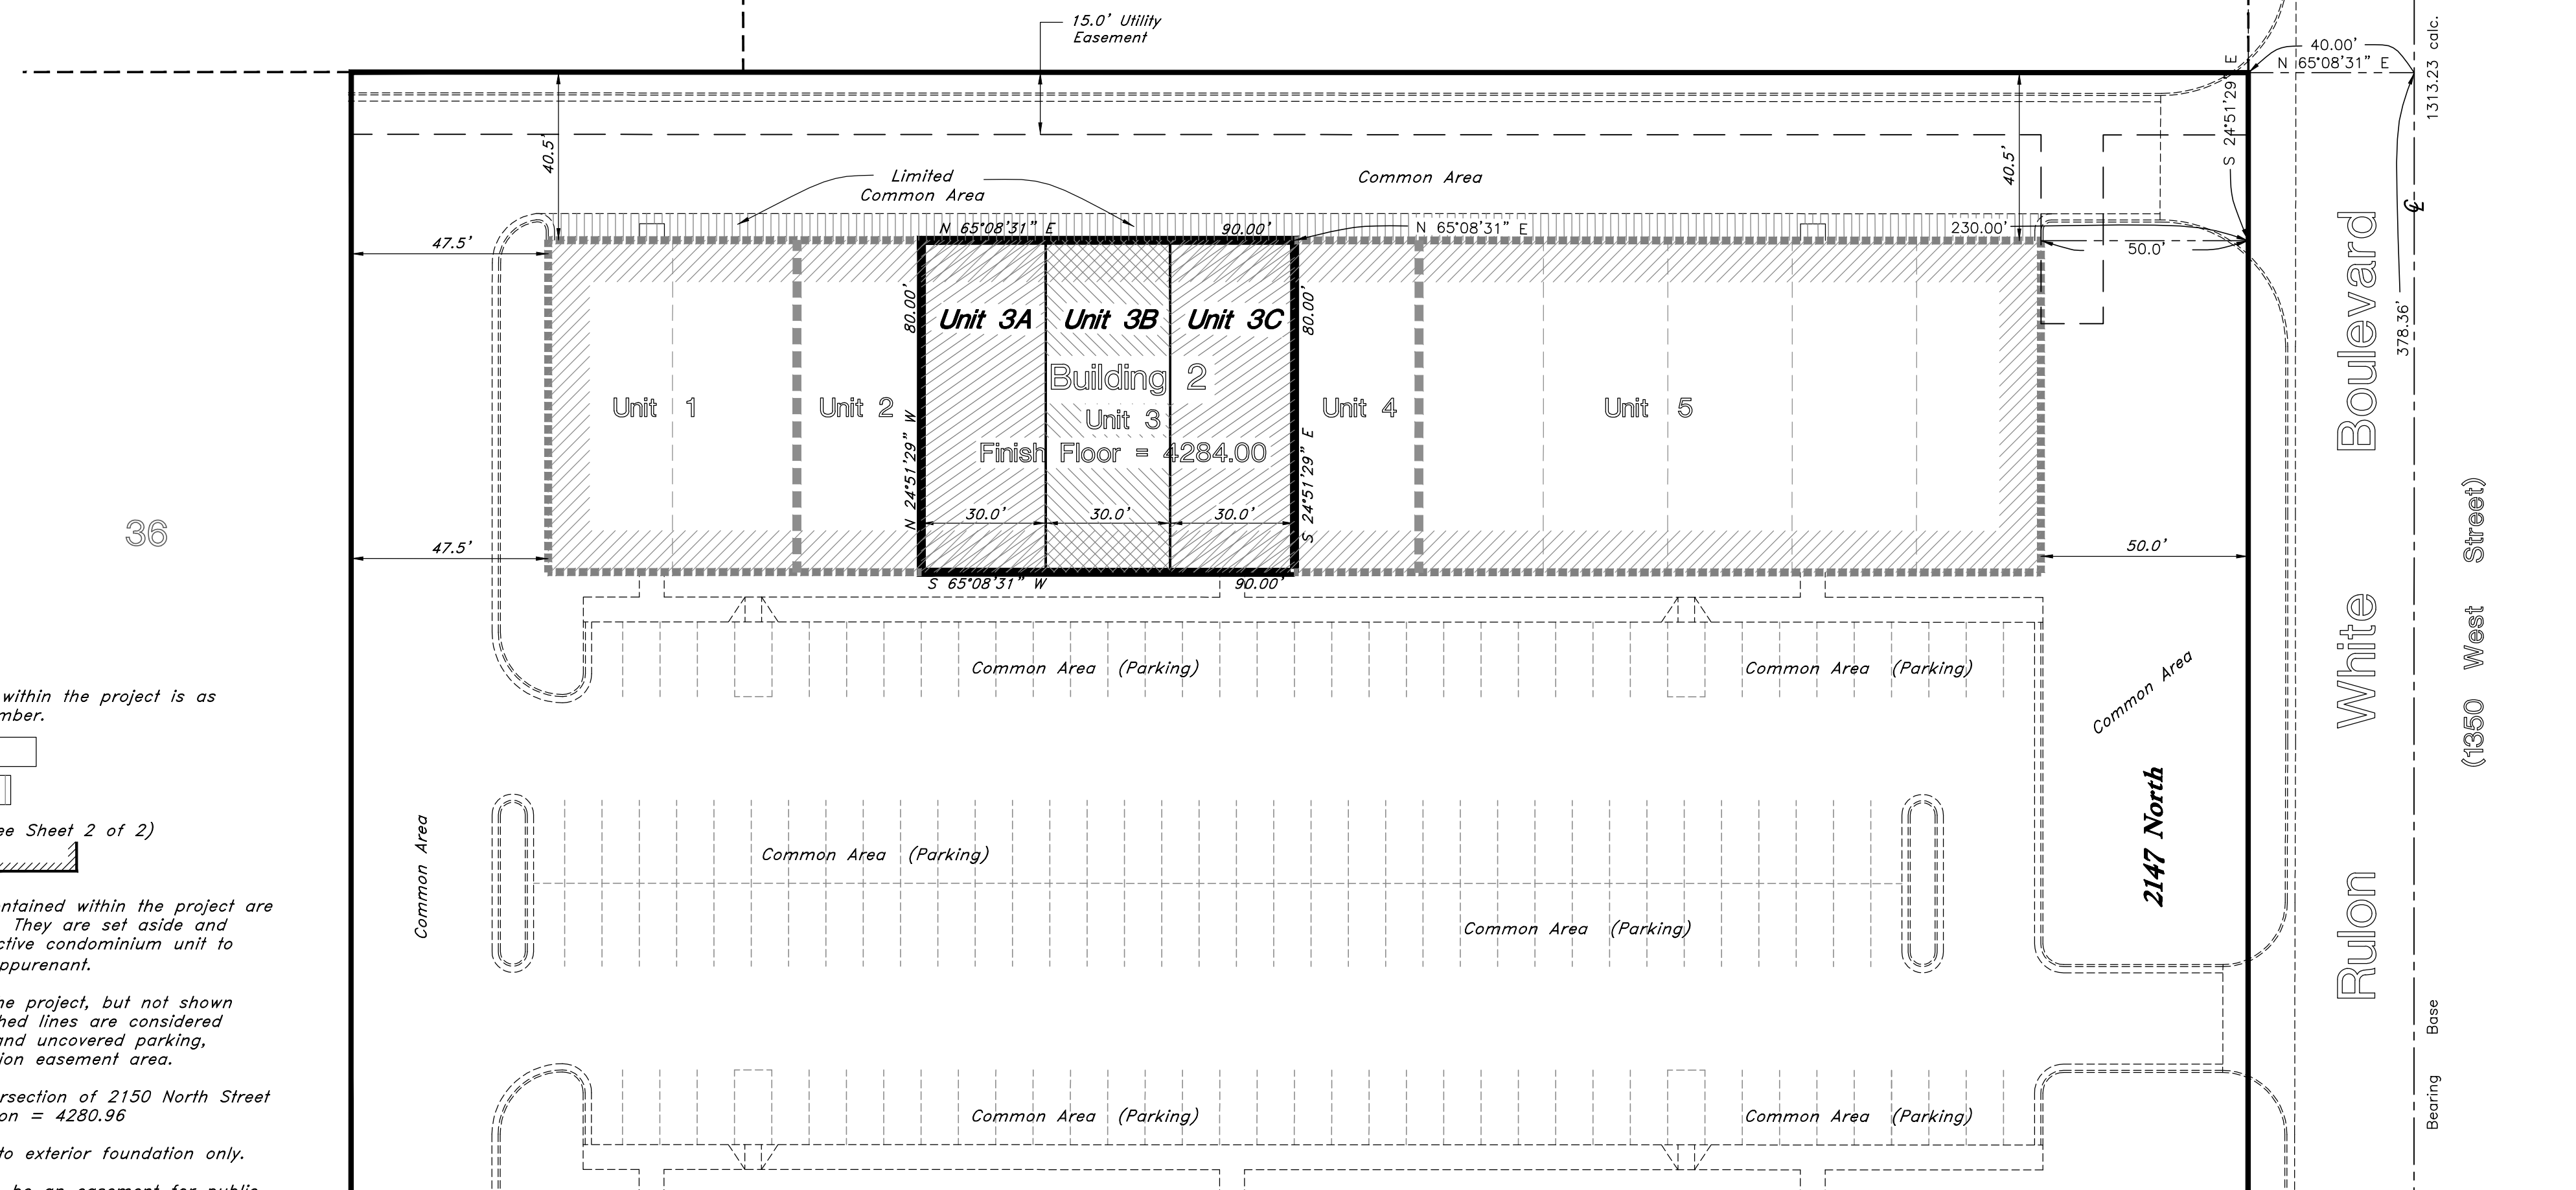 15.0' Utility
Easement
40.00'
N 65°08'31" E
1313.23 calc.
S 24°51'29" E
40.5'
40.5'
Limited
Common Area
Common Area
47.5'
N 65°08'31" E
90.00'
N 65°08'31" E
230.00'
50.0'
378.36'
80.00'
Unit 3A
Unit 3B
Unit 3C
80.00'
Building 2
Unit 1
Unit 2
Unit 3
Unit 4
Unit 5
Finish Floor = 4284.00
N 24°51'29" W
S 24°51'29" E
30.0'
30.0'
30.0'
36
47.5'
50.0'
S 65°08'31" W
90.00'
Common Area (Parking)
Common Area (Parking)
Common Area
within the project is as
mber.
ee Sheet 2 of 2)
Common Area
Common Area (Parking)
Common Area (Parking)
2147 North
Rulon White Boulevard
(1350 West Street)
ntained within the project are
They are set aside and
ctive condominium unit to
ppurenant.
he project, but not shown
hed lines are considered
and uncovered parking,
ion easement area.
Bearing Base
rsection of 2150 North Street
on = 4280.96
Common Area (Parking)
Common Area (Parking)
to exterior foundation only.
be an easement for public